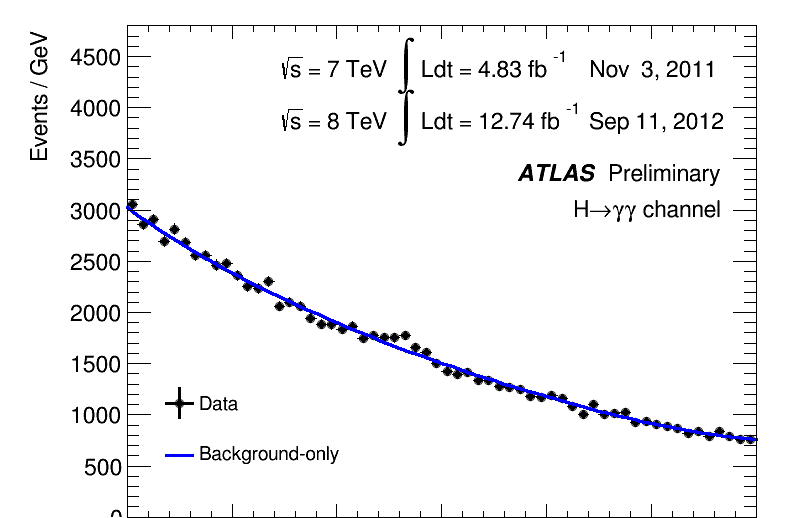 Events / GeV
4500
4000
3500
3000
2500
2000
1500
1000
500
0
√s = 7 TeV ∫ Ldt = 4.83 fb⁻¹ Nov 3, 2011
√s = 8 TeV ∫ Ldt = 12.74 fb⁻¹ Sep 11, 2012
ATLAS Preliminary
H→γγ channel
Data
Background-only